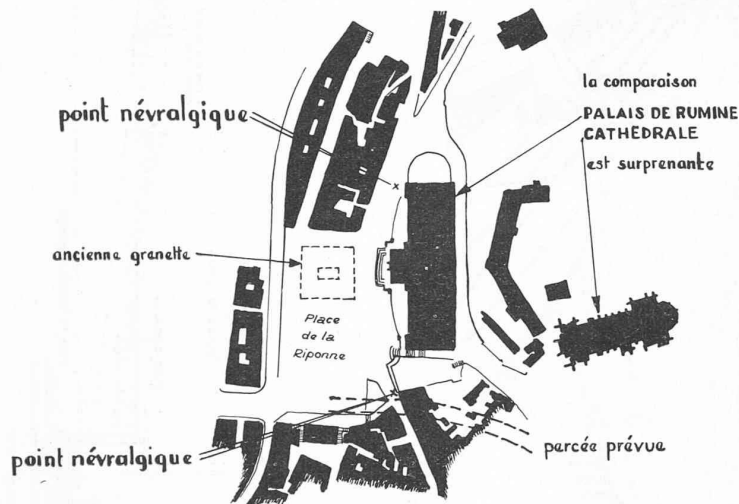 la comparaison
point névralgique
PALAIS DE RUMINE
CATHÉDRALE
est surprenante
ancienne grenette
Place
de la
Riponne
percée prévue
point névralgique